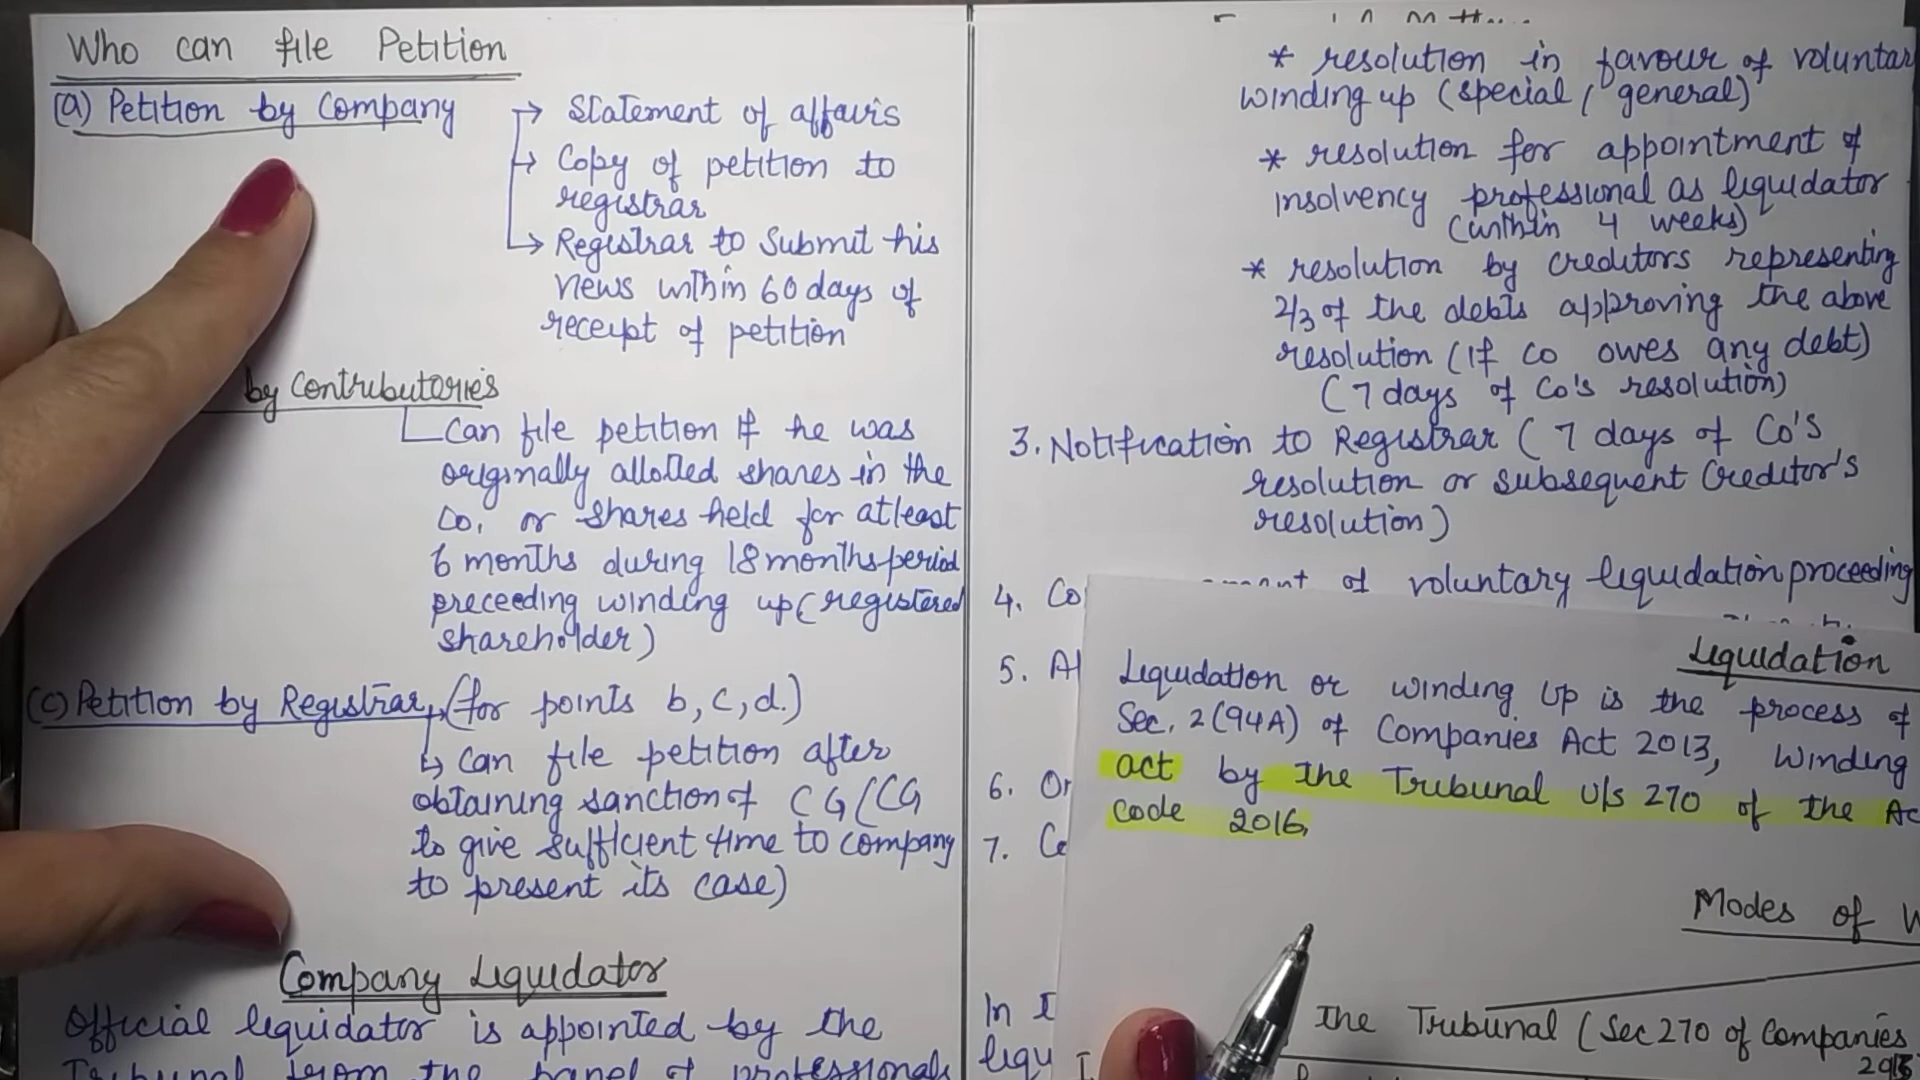 Who can file Petition
(a) Petition by Company
→ Statement of affairs
→ Copy of petition to
registrar
→ Registrar to Submit his
views within 60 days of
receipt of petition
by Contributories
Can file petition if he was
originally allotted shares in the
Co. or shares held for atleast
6 months during 18 months period
preceeding winding up (registered
shareholder)
(c) Petition by Registrar (for points b, c, d.)
↳ Can file petition after
obtaining sanction of CG (CG
to give sufficient time to company
to present its case)
Company Liquidator
Official liquidator is appointed by the
Tribunal from the panel of professionals
* resolution in favour of voluntar
winding up (special / general)
* resolution for appointment of
insolvency professional as liquidator
(within 4 weeks)
* resolution by creditors representing
2/3 of the debts approving the above
resolution (If co owes any debt)
(7 days of Co's resolution)
3. Notification to Registrar (7 days of Co's
resolution or subsequent Creditor's
resolution)
4. Co of voluntary liquidation proceeding
5. A
6. Or
7. Ce
In
liqu
Liquidation
Liquidation or winding up is the process of
Sec. 2(94A) of Companies Act 2013, winding
act by the Tribunal u/s 270 of the Ac
code 2016.
Modes of W
the Tribunal (Sec 270 of Companies